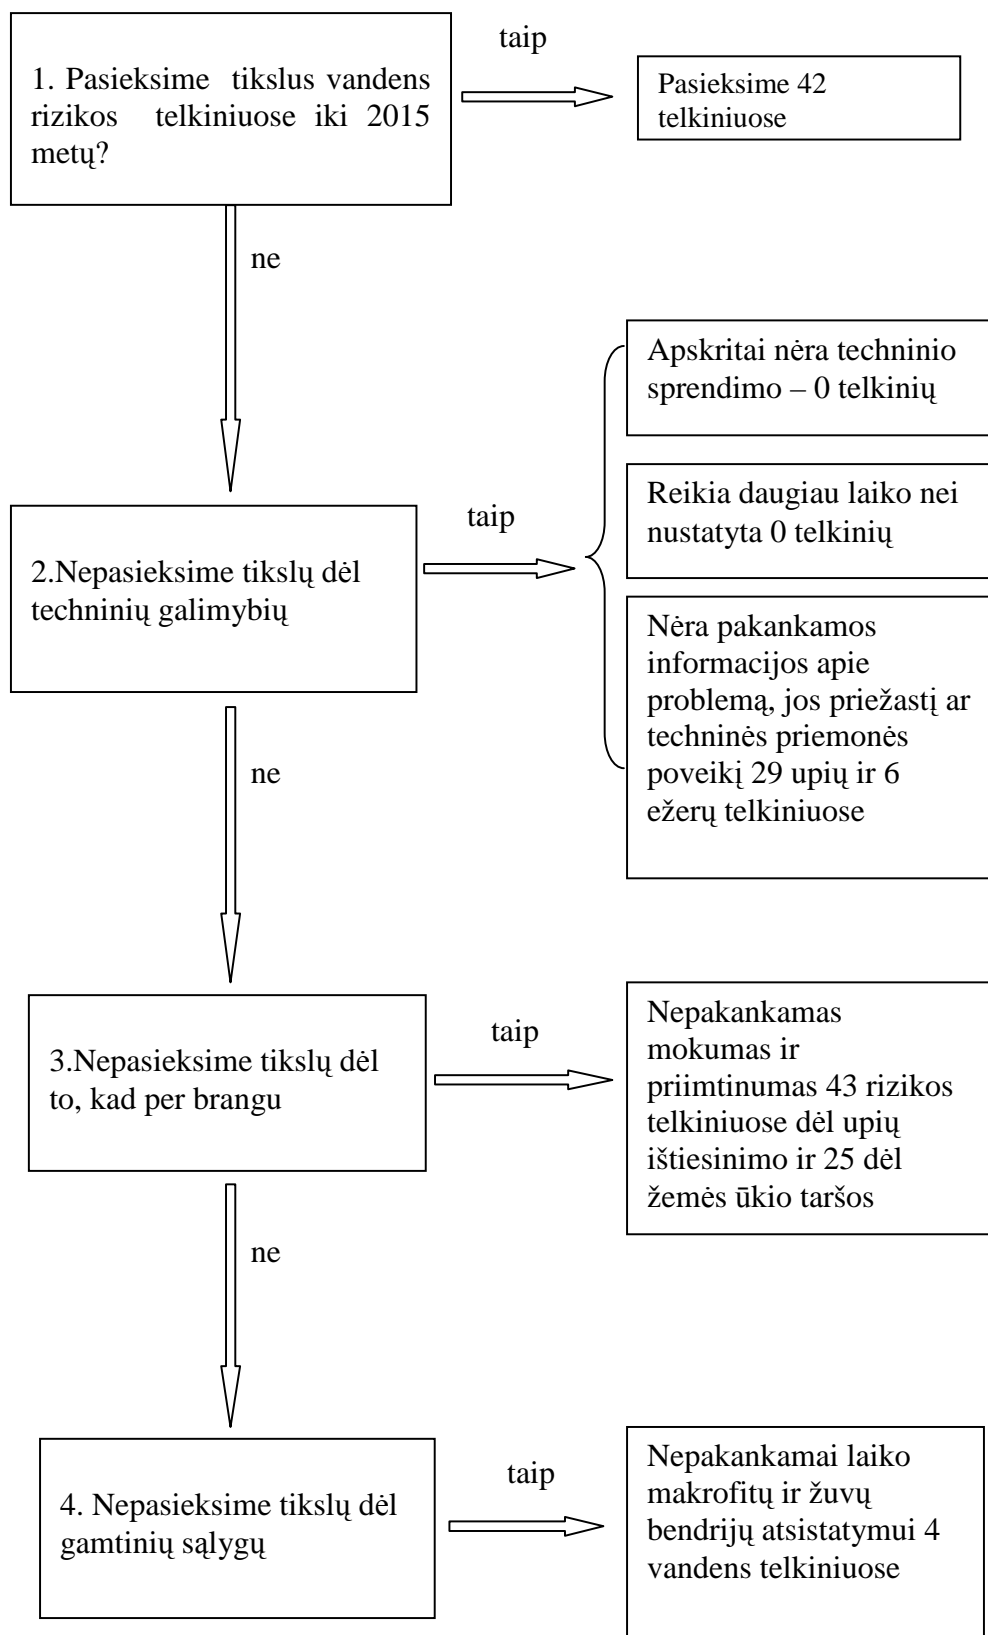 1. Pasieksime tikslus vandens
rizikos telkiniuose iki 2015
metų?
taip
Pasieksime 42
telkiniuose
ne
2.Nepasieksime tikslų dėl
techninių galimybių
taip
Apskritai nėra techninio
sprendimo – 0 telkinių
Reikia daugiau laiko nei
nustatyta 0 telkinių
Nėra pakankamos
informacijos apie
problemą, jos priežastį ar
techninės priemonės
poveikį 29 upių ir 6
ežerų telkiniuose
ne
3.Nepasieksime tikslų dėl
to, kad per brangu
taip
Nepakankamas
mokumas ir
priimtinumas 43 rizikos
telkiniuose dėl upių
ištiesinimo ir 25 dėl
žemės ūkio taršos
ne
4. Nepasieksime tikslų dėl
gamtinių sąlygų
taip
Nepakankamai laiko
makrofitų ir žuvų
bendrijų atsistatymui 4
vandens telkiniuose